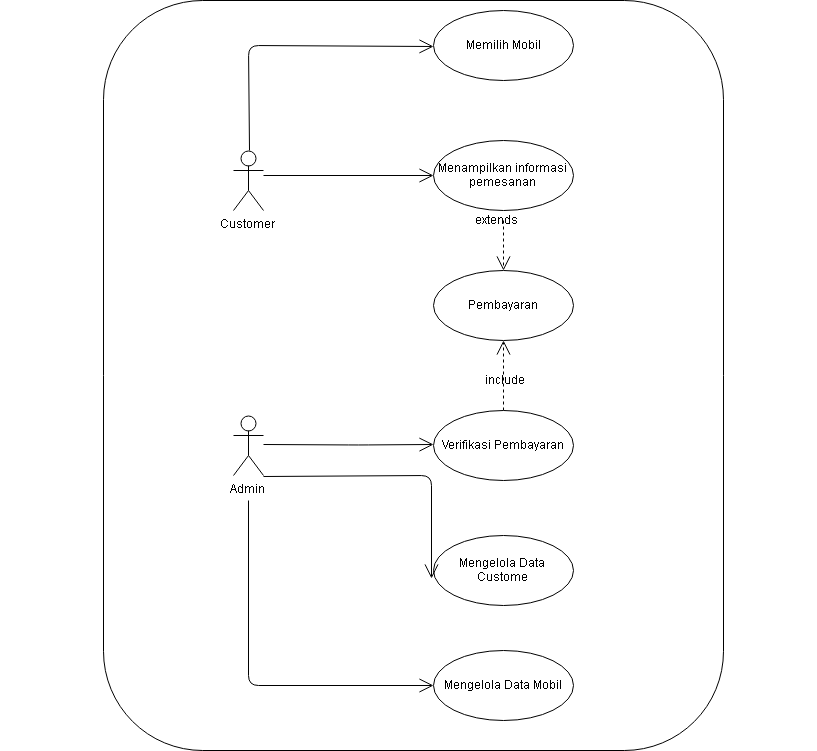 Memilih Mobil
Menampilkan informasi
pemesanan
Customer
extends
Pembayaran
include
Verifikasi Pembayaran
Admin
Mengelola Data
Custome
Mengelola Data Mobil